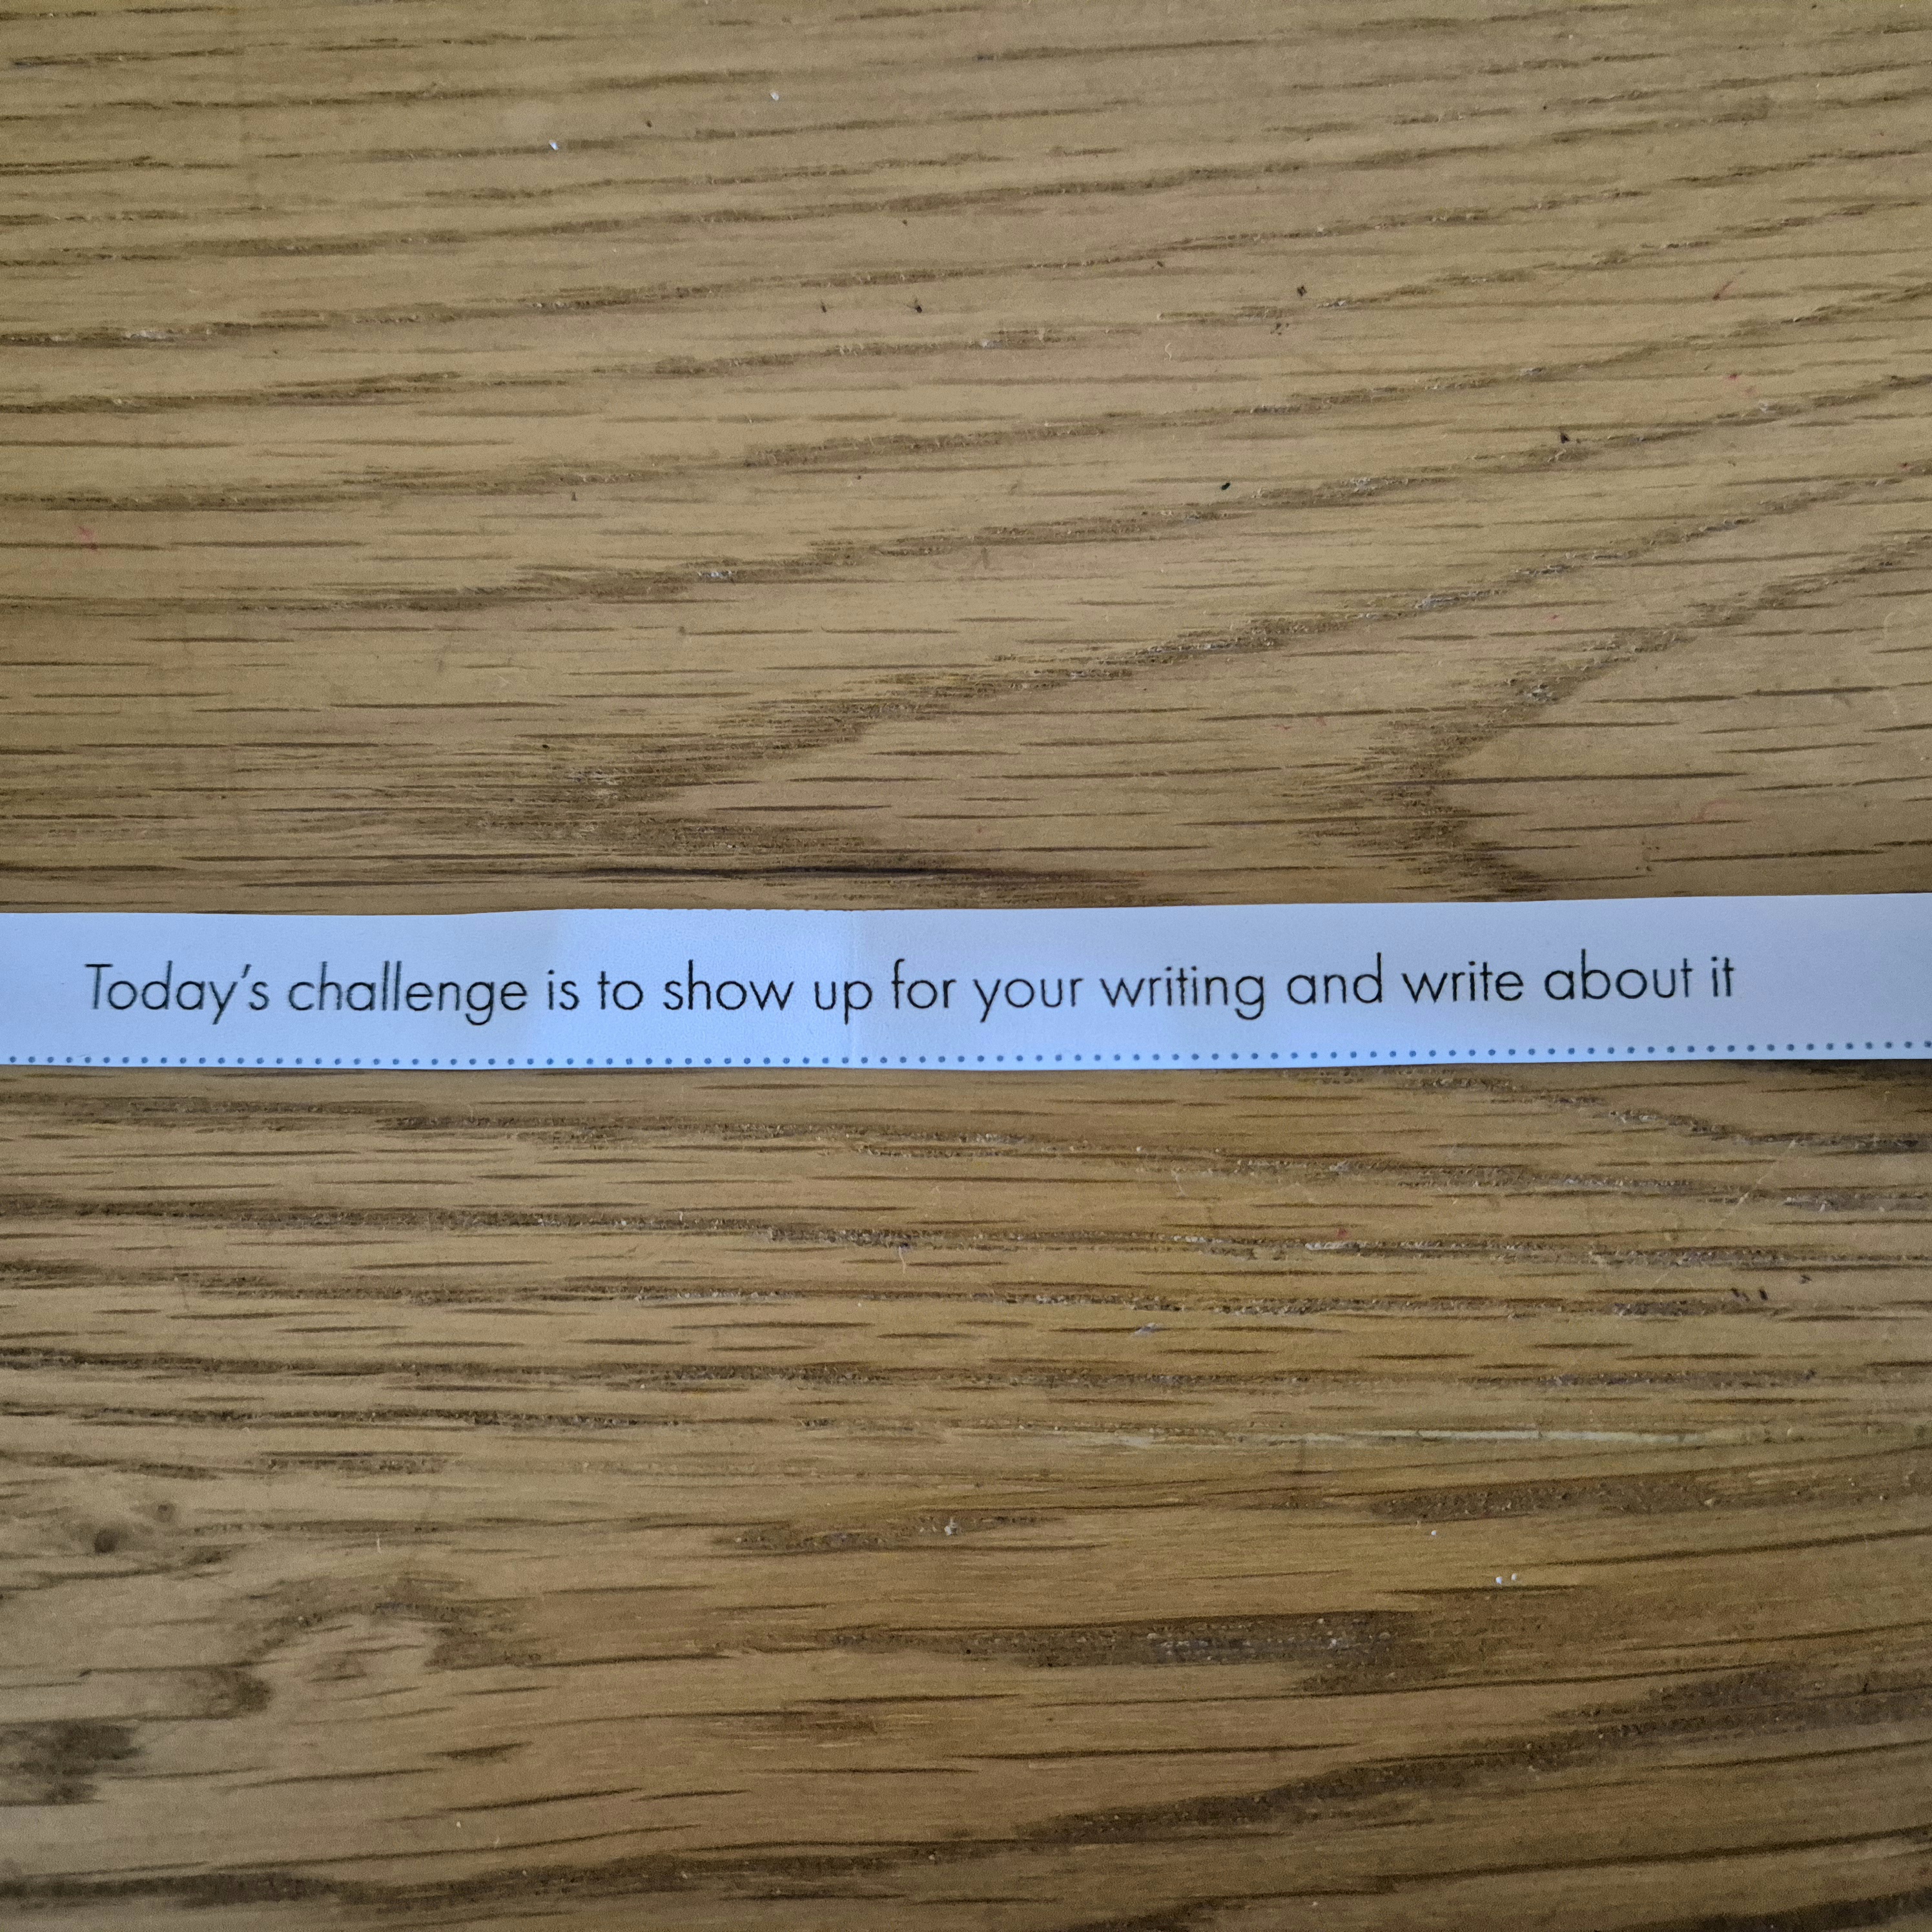 Today's challenge is to show up for your writing and write about it